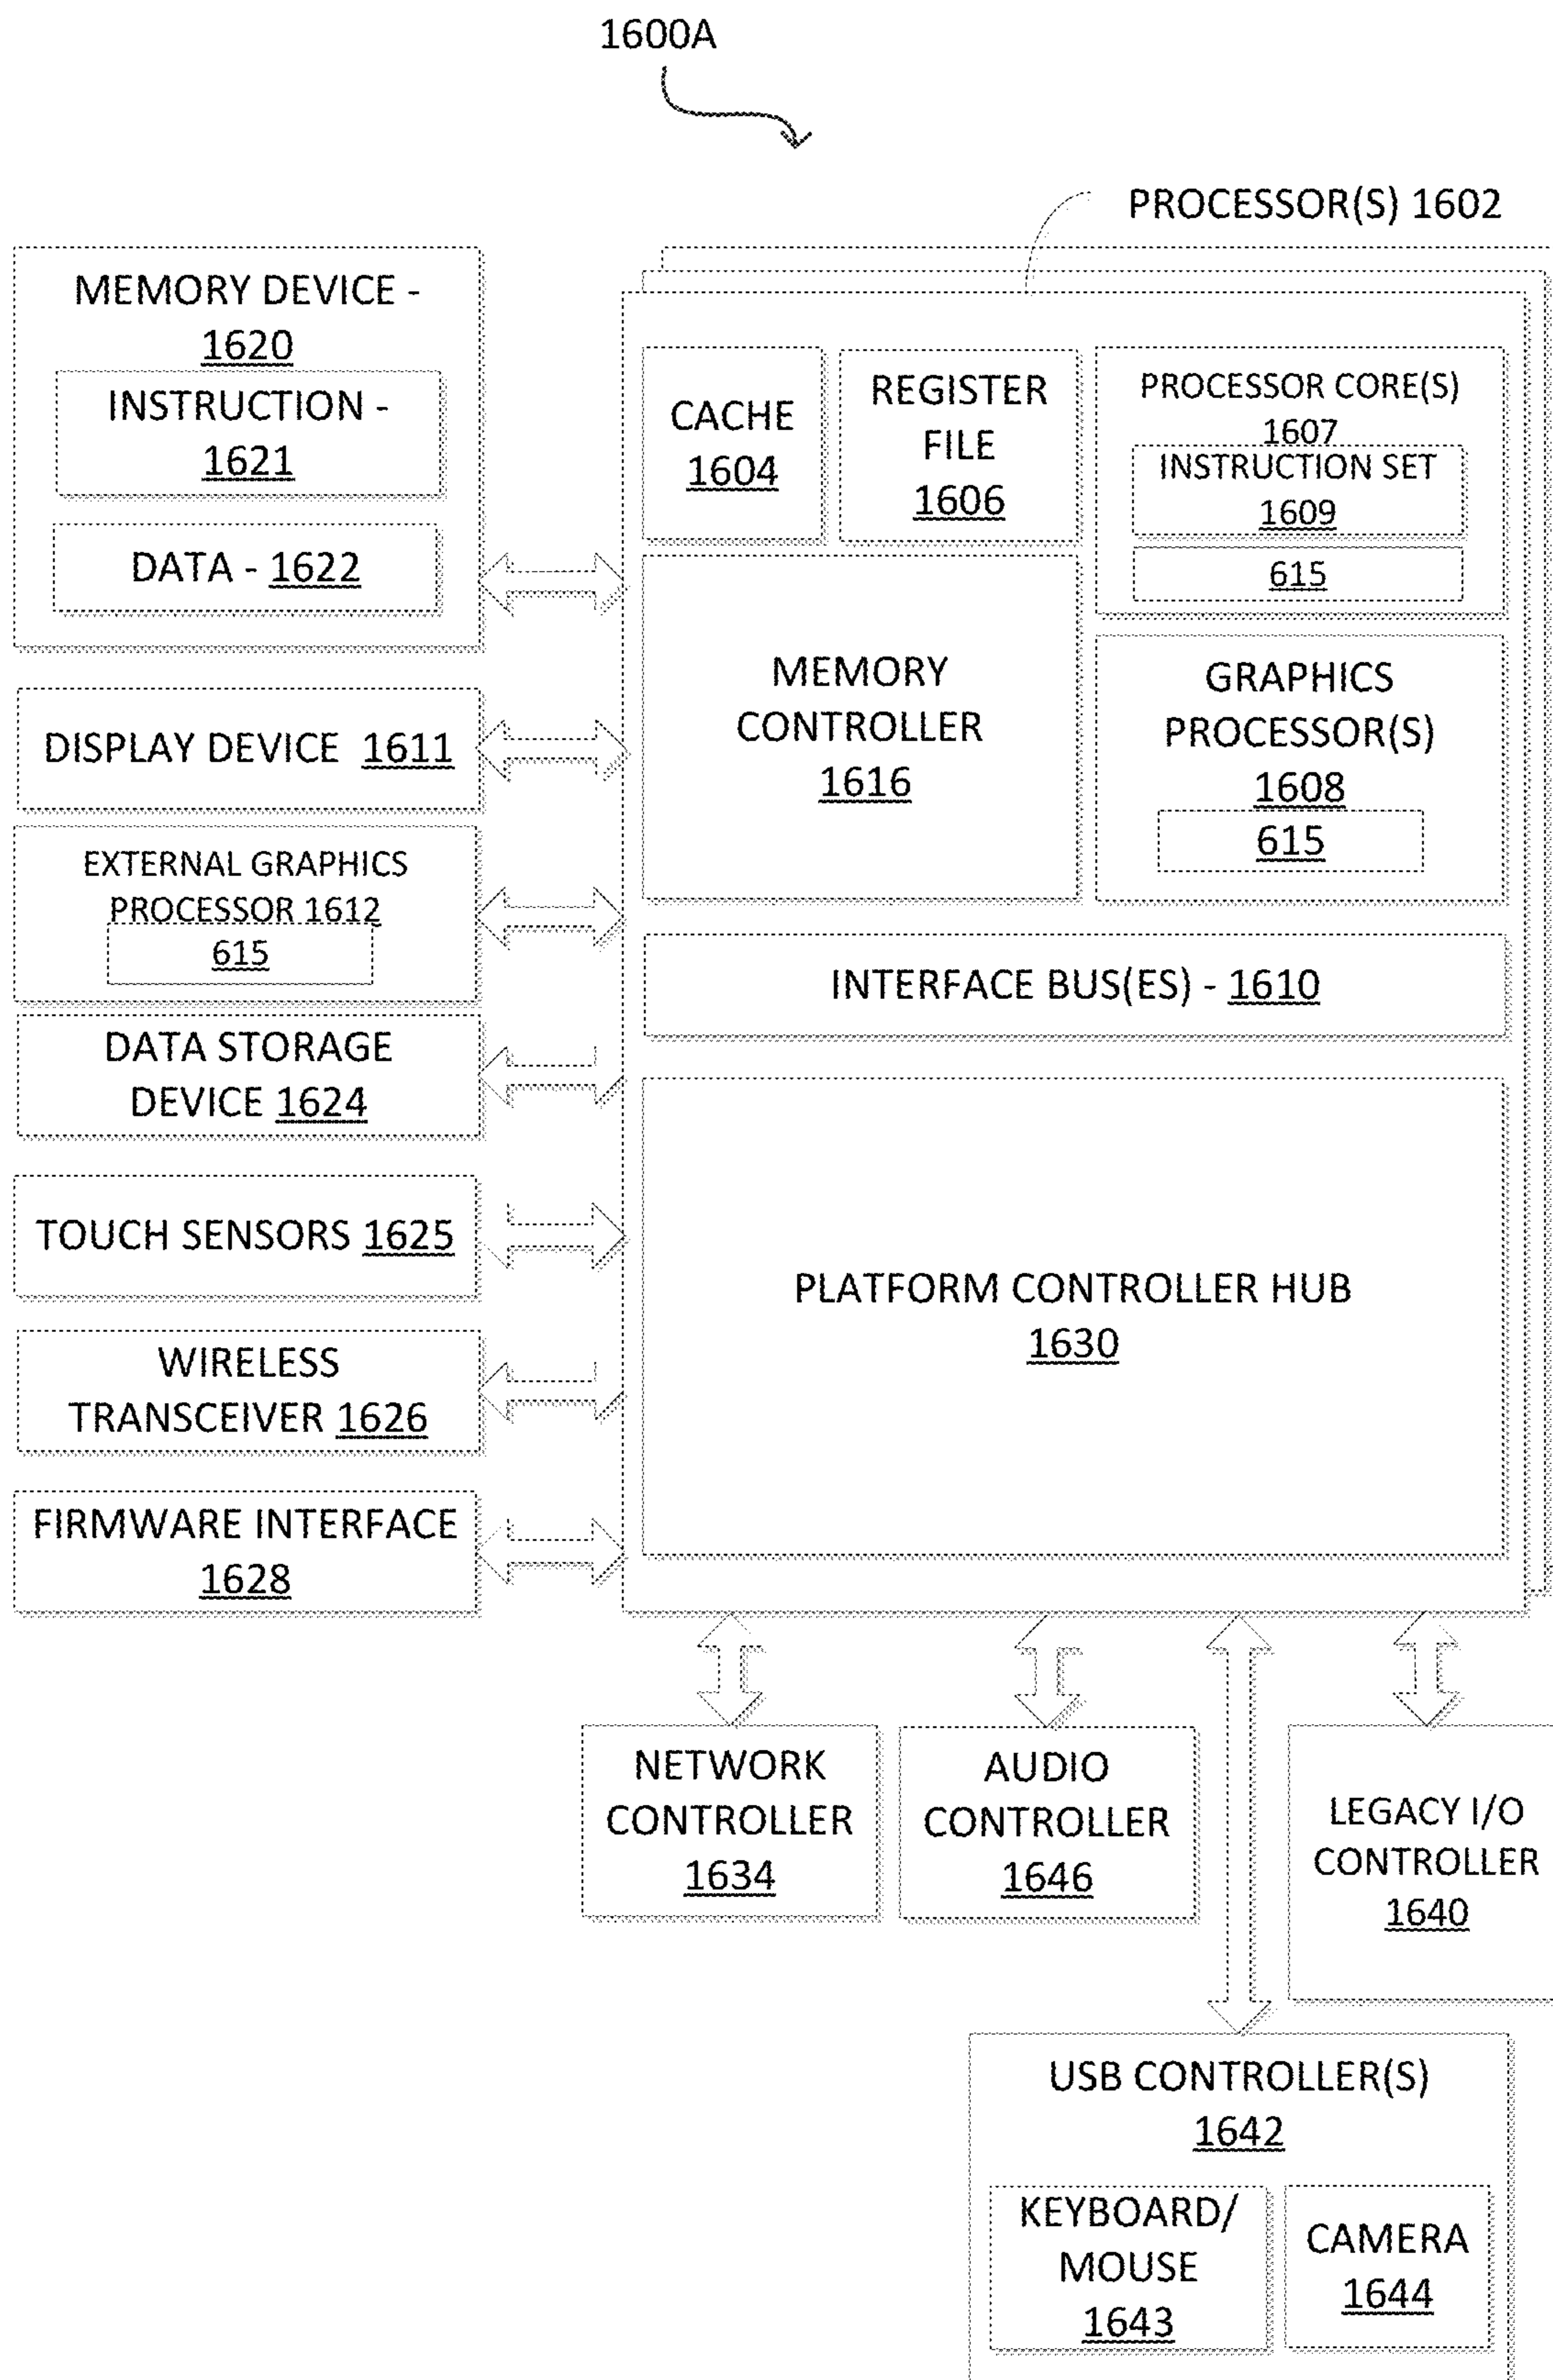 1600A
PROCESSOR(S) 1602
MEMORY DEVICE -
1620
INSTRUCTION -
1621
DATA - 1622
DISPLAY DEVICE 1611
EXTERNAL GRAPHICS
PROCESSOR 1612
615
DATA STORAGE
DEVICE 1624
TOUCH SENSORS 1625
WIRELESS
TRANSCEIVER 1626
FIRMWARE INTERFACE
1628
CACHE
1604
REGISTER
FILE
1606
PROCESSOR CORE(S)
1607
INSTRUCTION SET
1609
615
MEMORY
CONTROLLER
1616
GRAPHICS
PROCESSOR(S)
1608
615
INTERFACE BUS(ES) - 1610
PLATFORM CONTROLLER HUB
1630
NETWORK
CONTROLLER
1634
AUDIO
CONTROLLER
1646
LEGACY I/O
CONTROLLER
1640
USB CONTROLLER(S)
1642
KEYBOARD/
MOUSE
1643
CAMERA
1644